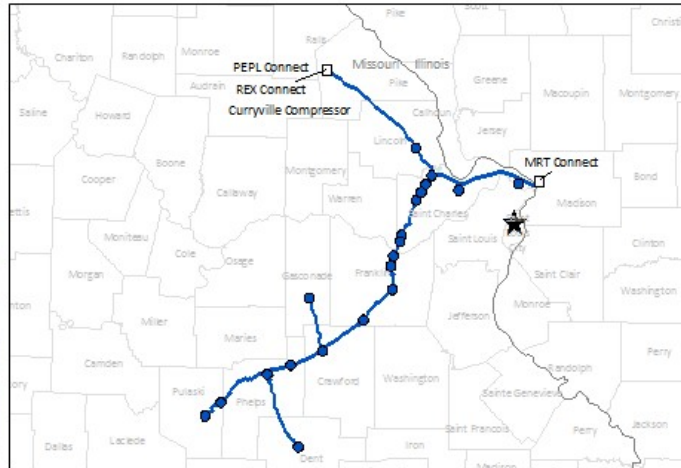 Pike
Scott
Ralls
Chariton
Randolph
Monroe
PEPL Connect
Missouri
Illinois
Audrain
REX Connect
Pike
Greene
Macoupin
Montgomery
Saline
Curryville Compressor
Calhoun
Howard
Jersey
Lincoln
Boone
MRT Connect
Montgomery
Bond
Cooper
Callaway
Warren
Madison
Saint Charles
Moniteau
Cole
Saint Louis
Clinton
Osage
City
Morgan
Gasconade
Franklin
Saint Clair
Washington
Monroe
Miller
Jefferson
Maries
Camden
Randolph
Perry
Crawford
Washington
Pulaski
Phelps
Sainte Genevieve
Saint Francois
Perry
Jackson
Dallas
Laclede
Dent
Iron
Madison